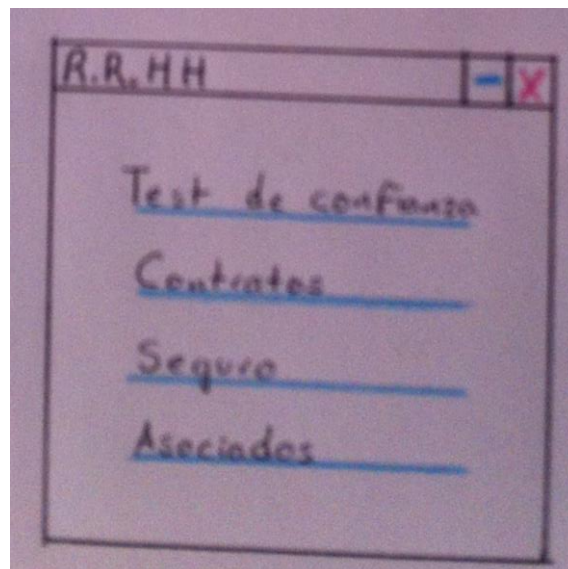 R.R.HH - X
Test de confianza
Contratos
Seguro
Asociados